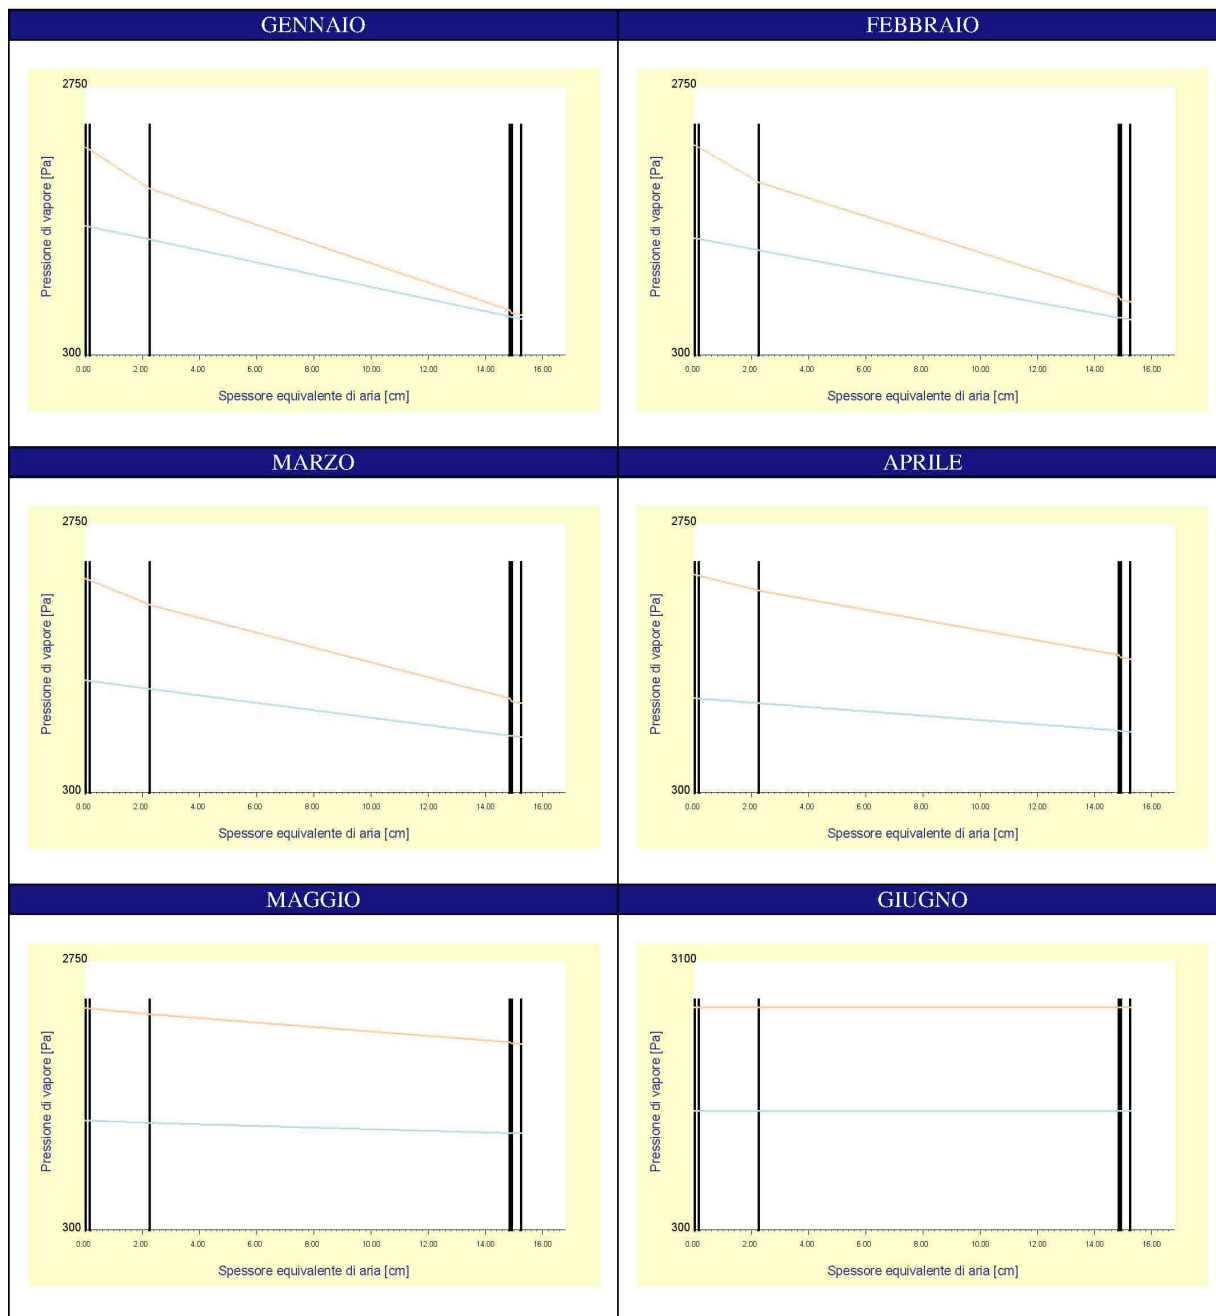 GENNAIO
FEBBRAIO
2750
Pressione di vapore [Pa]
300
0.00 2.00 4.00 6.00 8.00 10.00 12.00 14.00 16.00
Spessore equivalente di aria [cm]
2750
Pressione di vapore [Pa]
300
0.00 2.00 4.00 6.00 8.00 10.00 12.00 14.00 16.00
Spessore equivalente di aria [cm]
MARZO
APRILE
2750
Pressione di vapore [Pa]
300
0.00 2.00 4.00 6.00 8.00 10.00 12.00 14.00 16.00
Spessore equivalente di aria [cm]
2750
Pressione di vapore [Pa]
300
0.00 2.00 4.00 6.00 8.00 10.00 12.00 14.00 16.00
Spessore equivalente di aria [cm]
MAGGIO
GIUGNO
2750
Pressione di vapore [Pa]
300
0.00 2.00 4.00 6.00 8.00 10.00 12.00 14.00 16.00
Spessore equivalente di aria [cm]
3100
Pressione di vapore [Pa]
300
0.00 2.00 4.00 6.00 8.00 10.00 12.00 14.00 16.00
Spessore equivalente di aria [cm]